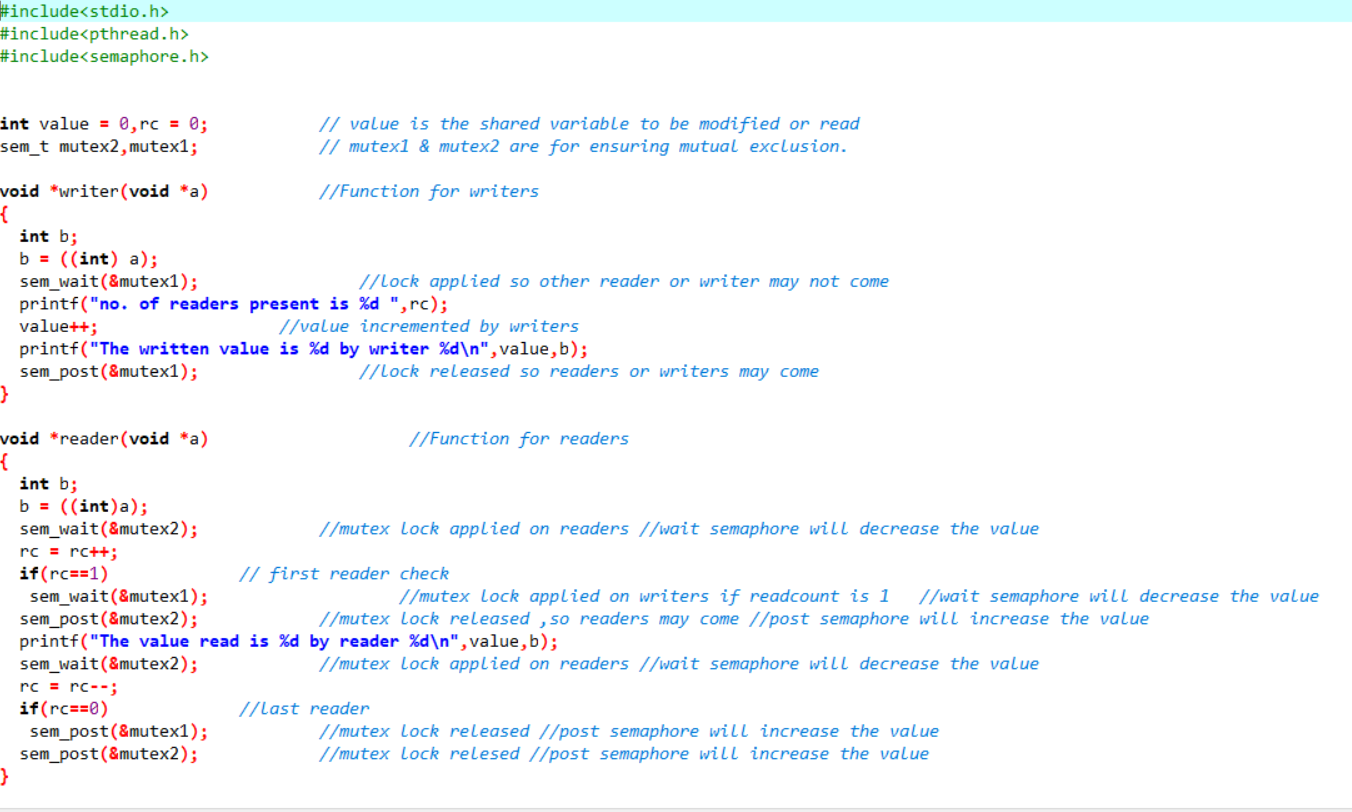 #include<stdio.h>
#include<pthread.h>
#include<semaphore.h>
int value = 0,rc = 0; // value is the shared variable to be modified or read
sem_t mutex2,mutex1; // mutex1 & mutex2 are for ensuring mutual exclusion.
void *writer(void *a) //Function for writers
{
int b;
b = ((int) a);
sem_wait(&mutex1); //lock applied so other reader or writer may not come
printf("no. of readers present is %d ",rc);
value++; //value incremented by writers
printf("The written value is %d by writer %d\n",value,b);
sem_post(&mutex1); //lock released so readers or writers may come
}
void *reader(void *a) //Function for readers
{
int b;
b = ((int)a);
sem_wait(&mutex2); //mutex lock applied on readers //wait semaphore will decrease the value
rc = rc++;
if(rc==1) // first reader check
sem_wait(&mutex1); //mutex lock applied on writers if readcount is 1 //wait semaphore will decrease the value
sem_post(&mutex2); //mutex lock released ,so readers may come //post semaphore will increase the value
printf("The value read is %d by reader %d\n",value,b);
sem_wait(&mutex2); //mutex lock applied on readers //wait semaphore will decrease the value
rc = rc--;
if(rc==0) //last reader
sem_post(&mutex1); //mutex lock released //post semaphore will increase the value
sem_post(&mutex2); //mutex lock relesed //post semaphore will increase the value
}